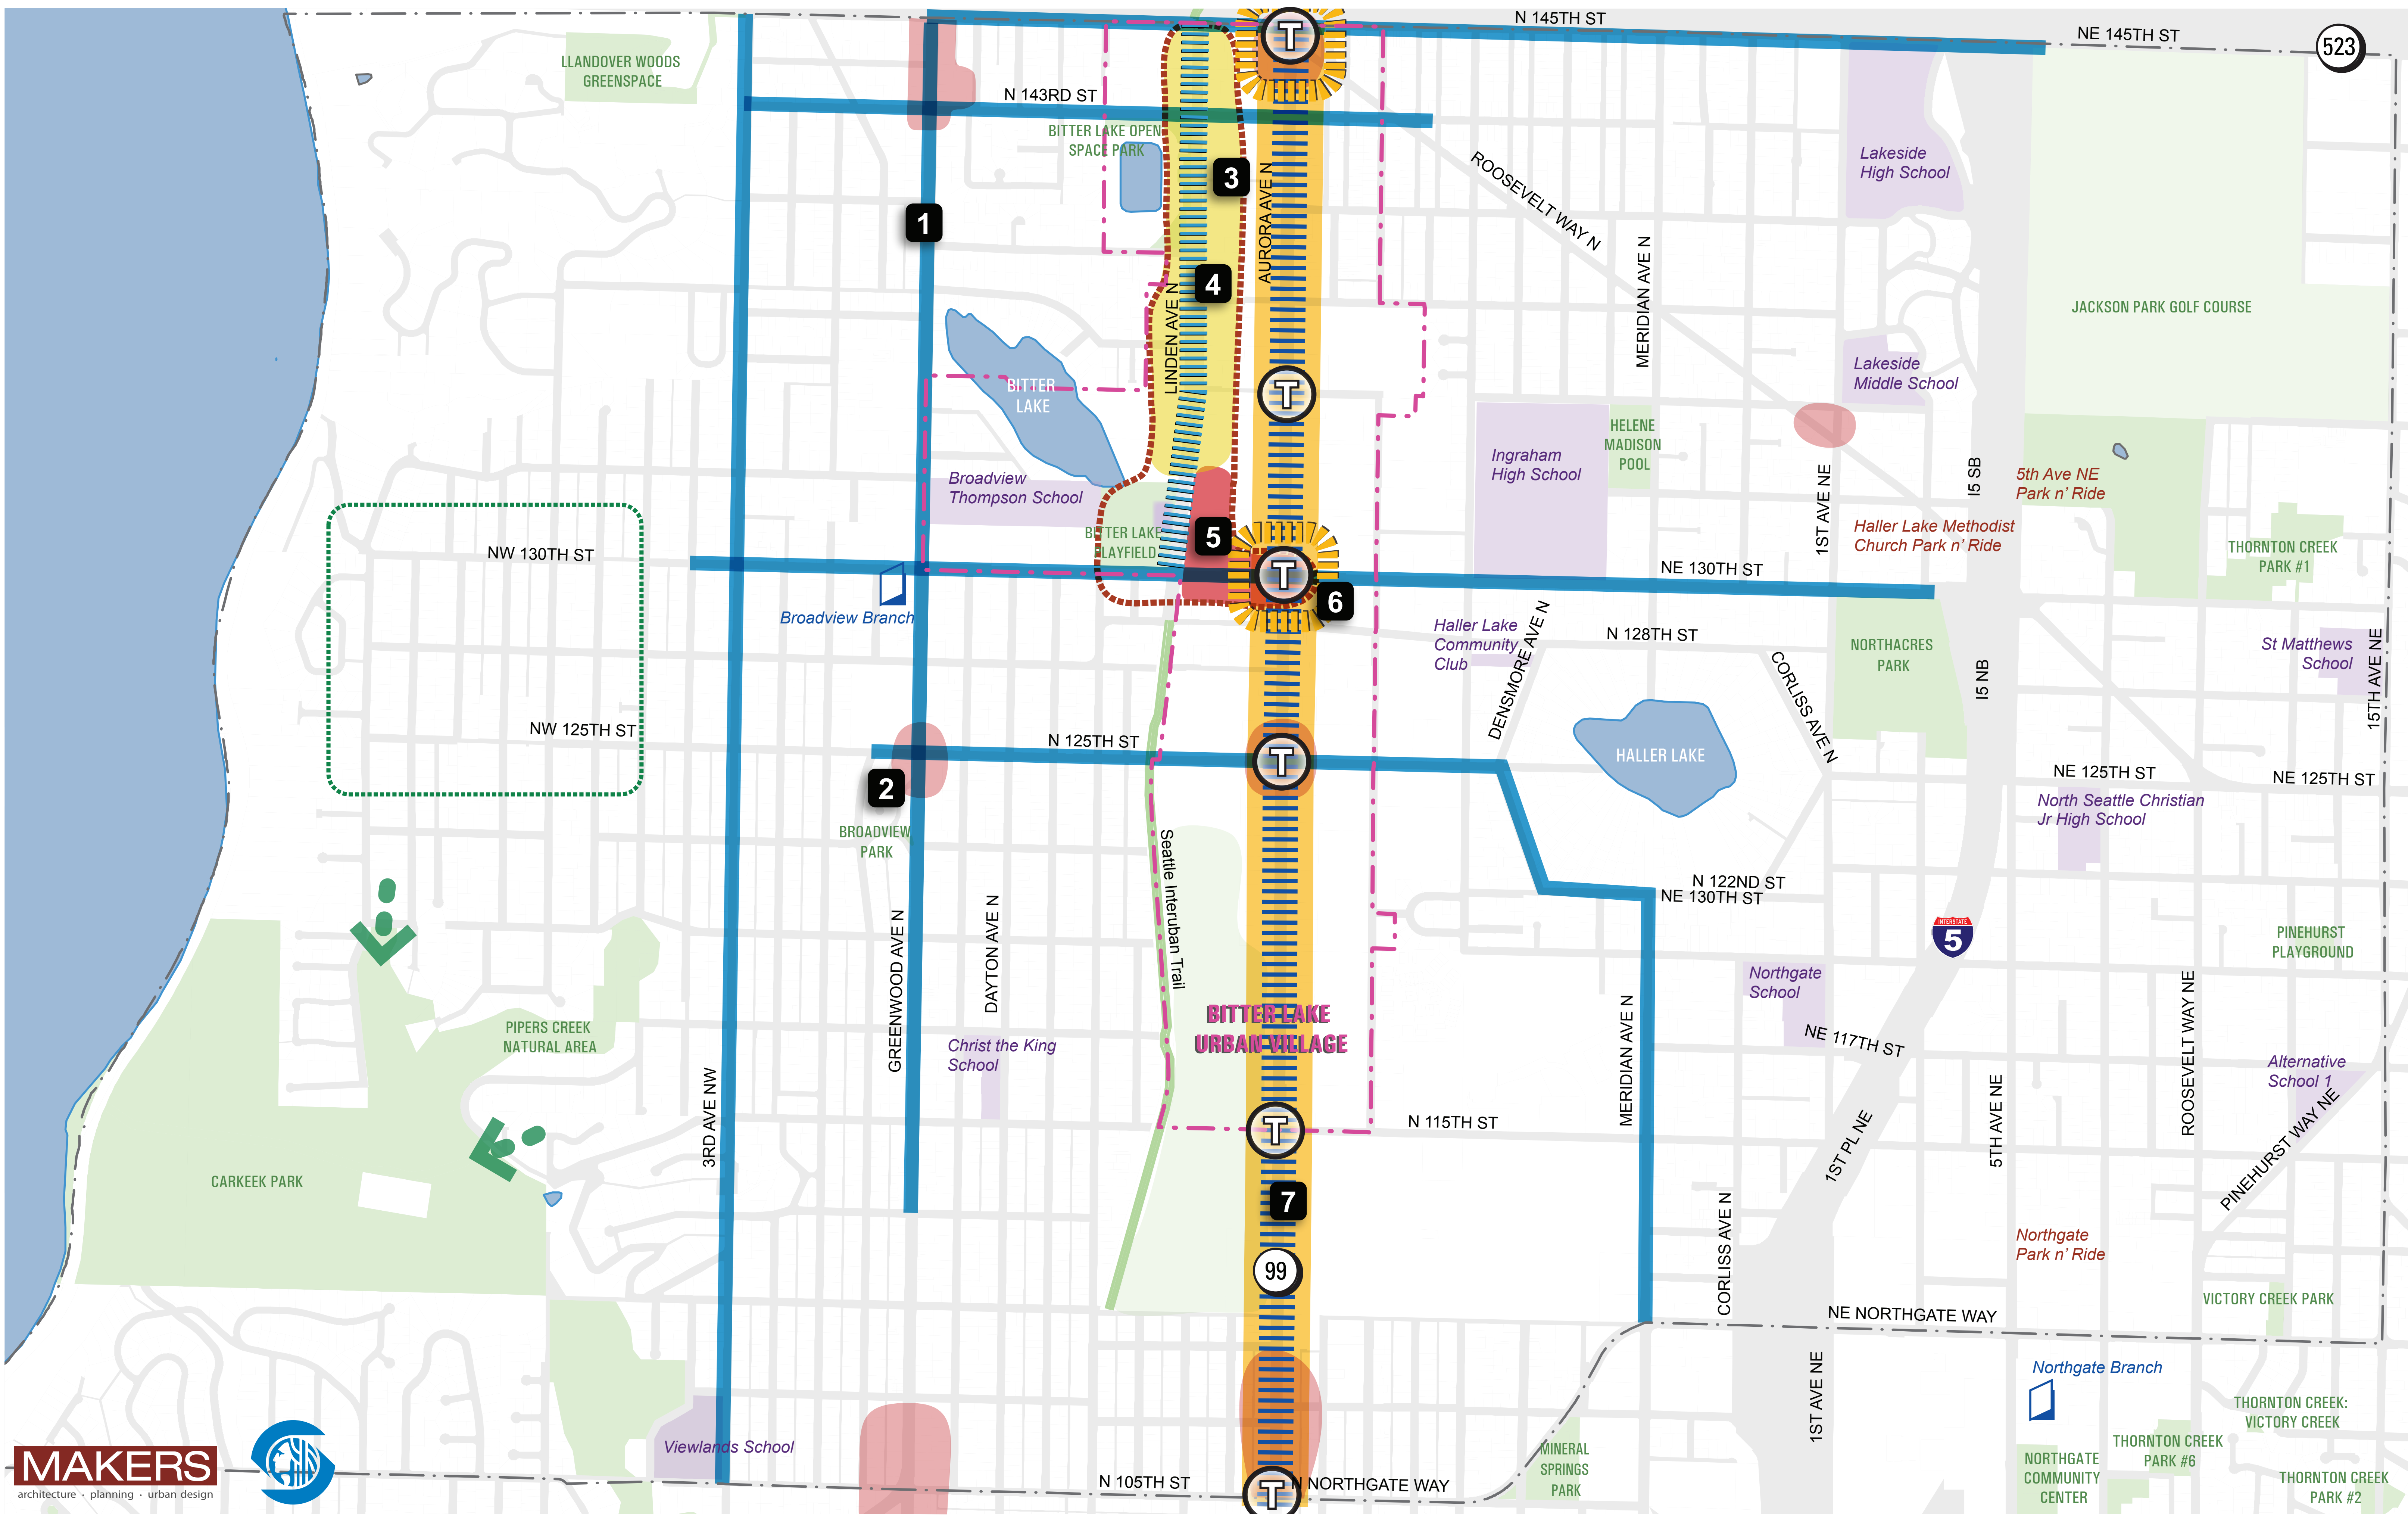 N 145TH ST
NE 145TH ST
523
T
LLANDOVER WOODS
GREENSPACE
N 143RD ST
BITTER LAKE OPEN
SPACE PARK
3
ROOSEVELT WAY N
Lakeside
High School
1
AURORA AVE N
4
LINDEN AVE N
MERIDIAN AVE N
JACKSON PARK GOLF COURSE
Lakeside
Middle School
BITTER
LAKE
T
HELENE
MADISON
POOL
Ingraham
High School
Broadview
Thompson School
1ST AVE NE
I5 SB
5th Ave NE
Park n' Ride
BITTER LAKE
PLAYFIELD
5
Haller Lake Methodist
Church Park n' Ride
THORNTON CREEK
PARK #1
NW 130TH ST
T
NE 130TH ST
6
Broadview Branch
Haller Lake
Community
Club
DENSMORE AVE N
N 128TH ST
CORLISS AVE N
NORTHACRES
PARK
I5 NB
St Matthews
School
15TH AVE NE
NW 125TH ST
N 125TH ST
T
HALLER LAKE
NE 125TH ST
NE 125TH ST
2
North Seattle Christian
Jr High School
BROADVIEW
PARK
Seattle Interuban Trail
N 122ND ST
NE 130TH ST
GREENWOOD AVE N
DAYTON AVE N
INTERSTATE
5
PINEHURST
PLAYGROUND
Northgate
School
BITTER LAKE
URBAN VILLAGE
PIPERS CREEK
NATURAL AREA
MERIDIAN AVE N
NE 117TH ST
ROOSEVELT WAY NE
Christ the King
School
Alternative
School 1
3RD AVE NW
T
N 115TH ST
1ST PL NE
5TH AVE NE
PINEHURST WAY NE
CARKEEK PARK
7
CORLISS AVE N
Northgate
Park n' Ride
99
VICTORY CREEK PARK
NE NORTHGATE WAY
1ST AVE NE
Northgate Branch
THORNTON CREEK:
VICTORY CREEK
Viewlands School
MINERAL
SPRINGS
PARK
THORNTON CREEK
PARK #6
NORTHGATE
COMMUNITY
CENTER
THORNTON CREEK
PARK #2
N 105TH ST
T
N NORTHGATE WAY
MAKERS
architecture · planning · urban design